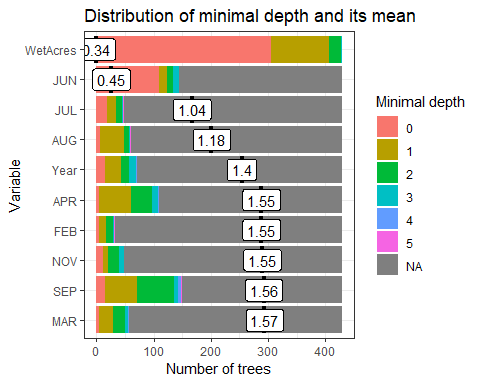 Distribution of minimal depth and its mean
WetAcres 0.34
JUN 0.45
JUL 1.04
AUG 1.18
Year 1.4
APR 1.55
FEB 1.55
NOV 1.55
SEP 1.56
MAR 1.57
Variable
0 100 200 300 400
Number of trees
Minimal depth
0
1
2
3
4
5
NA